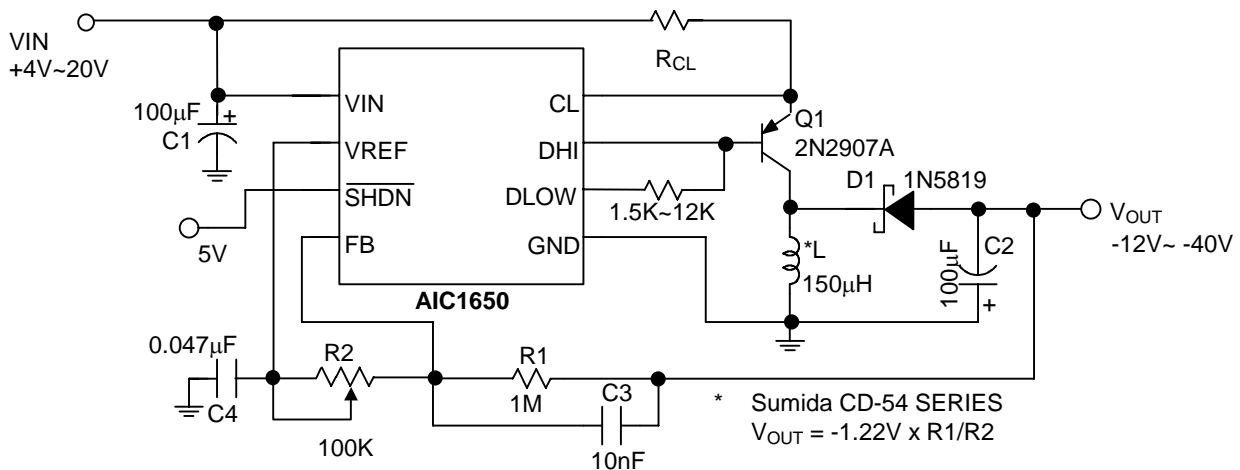 VIN
+4V~20V
RCL
100μF
+
C1
VIN
VREF
SHDN
FB
CL
DHI
DLOW
GND
AIC1650
5V
1.5K~12K
Q1
2N2907A
D1
1N5819
*L
150μH
C2
100μF
+
VOUT
-12V~ -40V
0.047μF
C4
R2
100K
R1
1M
C3
10nF
* Sumida CD-54 SERIES
VOUT = -1.22V x R1/R2